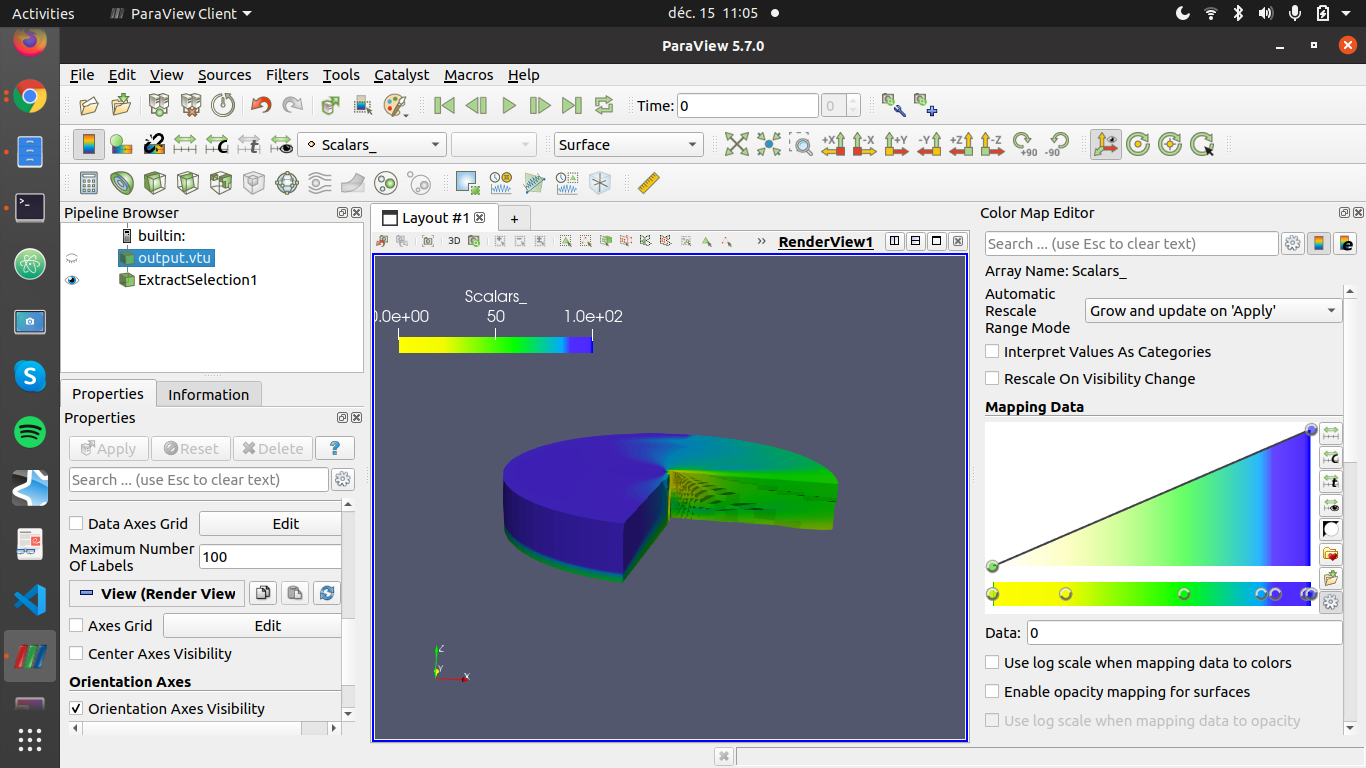 Activities ParaView Client déc. 15 11:05
ParaView 5.7.0
File Edit View Sources Filters Tools Catalyst Macros Help
Time: 0 0
Scalars_ Surface +X -X +Y -Y +Z -Z +90 -90
Pipeline Browser
builtin:
output.vtu
ExtractSelection1
Properties Information
Properties
Apply Reset Delete ?
Search ... (use Esc to clear text)
Data Axes Grid Edit
Maximum Number
Of Labels
100
View (Render View
Axes Grid Edit
Center Axes Visibility
Orientation Axes
Orientation Axes Visibility
Layout #1 +
3D RenderView1
Scalars_
0.0e+00 50 1.0e+02
Z
Y
X
Color Map Editor
Search ... (use Esc to clear text)
Array Name: Scalars_
Automatic
Rescale
Range Mode
Grow and update on 'Apply'
Interpret Values As Categories
Rescale On Visibility Change
Mapping Data
Data: 0
Use log scale when mapping data to colors
Enable opacity mapping for surfaces
Use log scale when mapping data to opacity